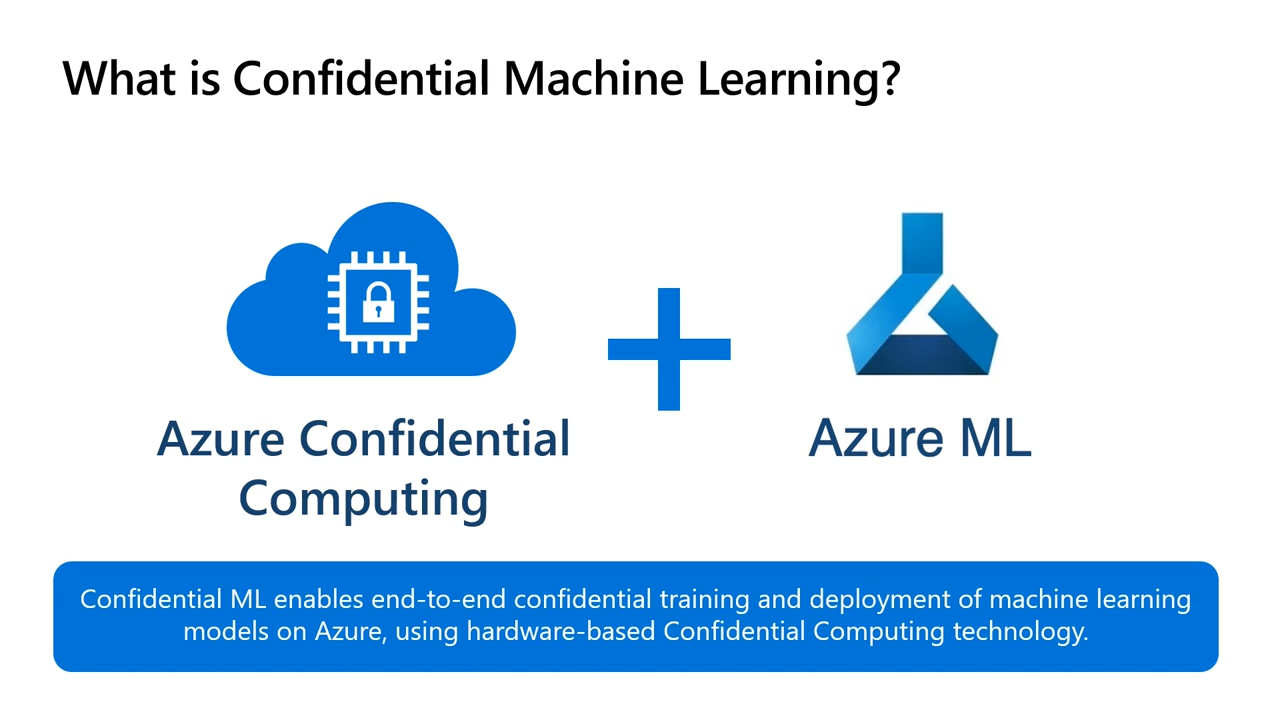 What is Confidential Machine Learning?
Azure Confidential
Computing
Azure ML
Confidential ML enables end-to-end confidential training and deployment of machine learning
models on Azure, using hardware-based Confidential Computing technology.